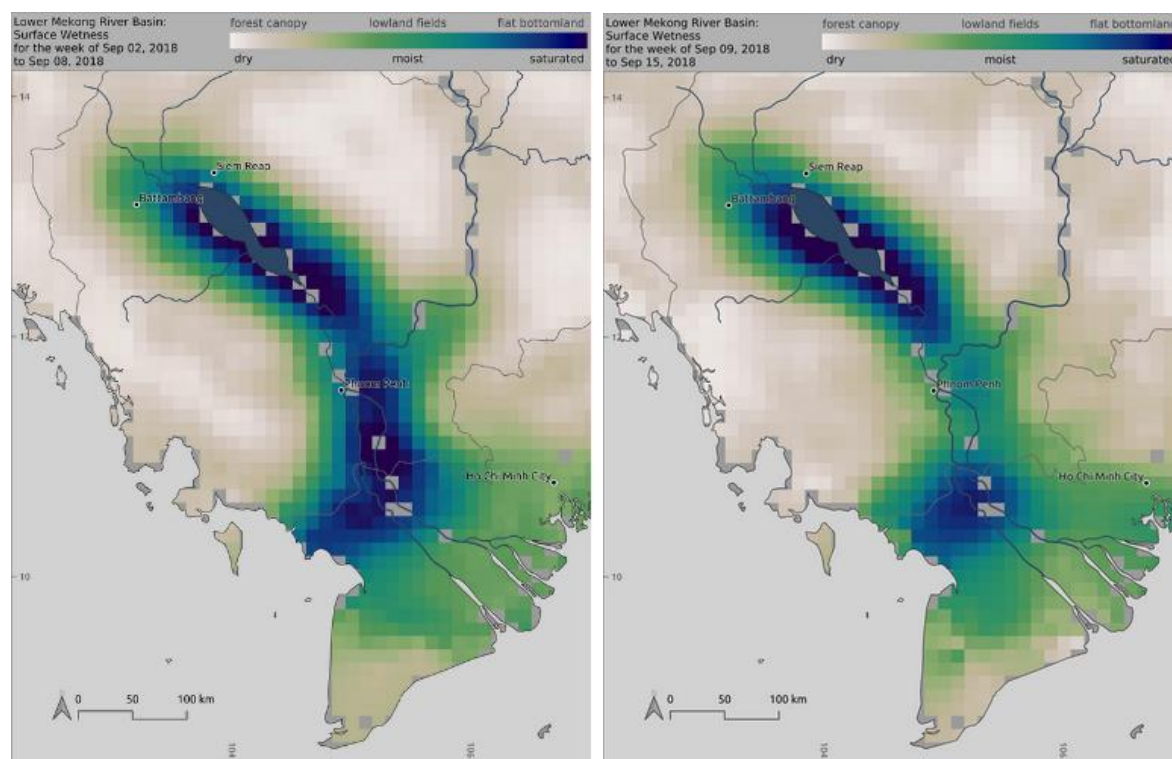 Lower Mekong River Basin:
Surface Wetness
for the week of Sep 02, 2018
to Sep 08, 2018
forest canopy lowland fields flat bottomland
dry moist saturated
14
Siem Reap
Battambang
12
Phnom Penh
Ho Chi Minh City
10
0 50 100 km
104
106
Lower Mekong River Basin:
Surface Wetness
for the week of Sep 09, 2018
to Sep 15, 2018
forest canopy lowland fields flat bottomland
dry moist saturated
14
Siem Reap
Battambang
12
Phnom Penh
Ho Chi Minh City
10
0 50 100 km
104
106